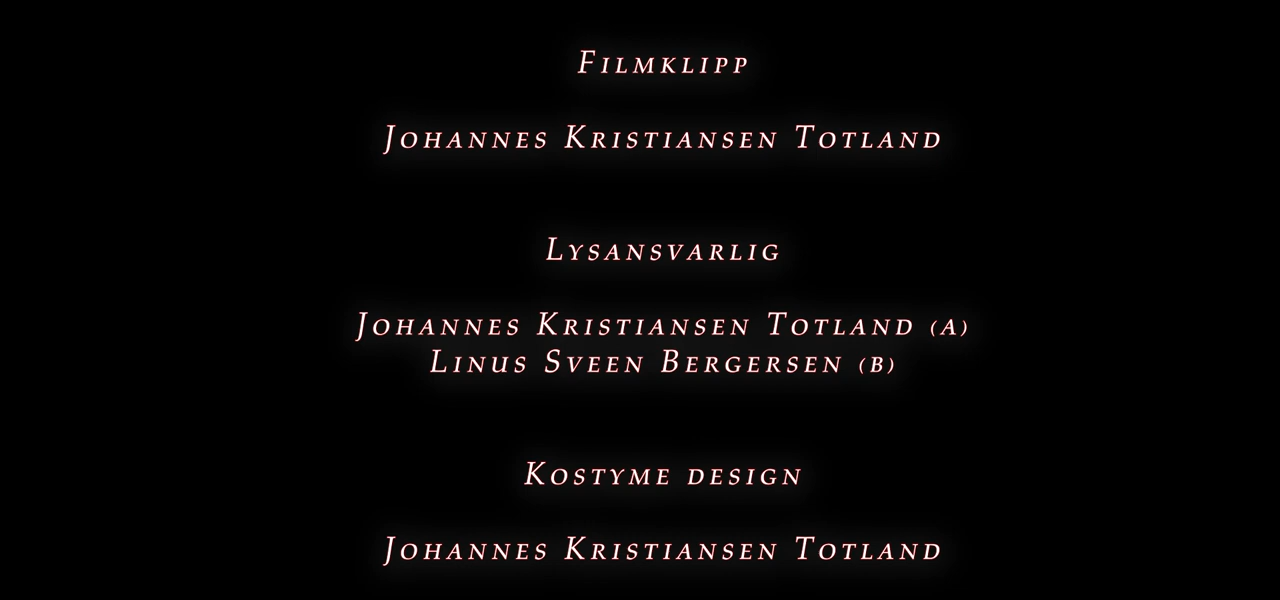 Filmklipp
Johannes Kristiansen Totland
Lysansvarlig
Johannes Kristiansen Totland (A)
Linus Sveen Bergersen (B)
Kostyme design
Johannes Kristiansen Totland